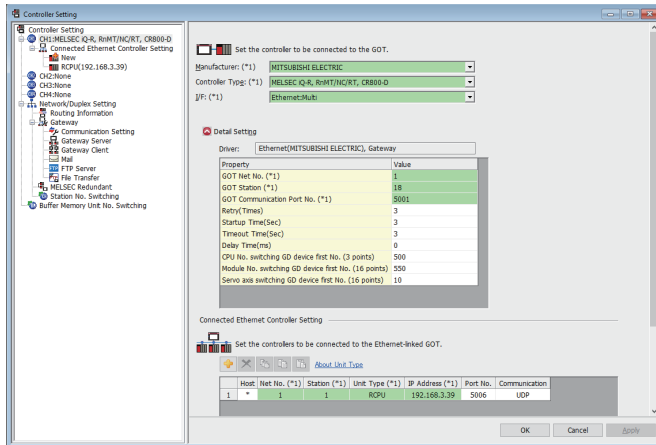 Controller Setting
Controller Setting
CH1:MELSEC iQ-R, RnMT/NC/RT, CR800-D
Connected Ethernet Controller Setting
New
RCPU(192.168.3.39)
CH2:None
CH3:None
CH4:None
Network/Duplex Setting
Routing Information
Gateway
Communication Setting
Gateway Server
Gateway Client
Mail
FTP Server
File Transfer
MELSEC Redundant
Station No. Switching
Buffer Memory Unit No. Switching
Set the controller to be connected to the GOT.
Manufacturer: (*1) MITSUBISHI ELECTRIC
Controller Type: (*1) MELSEC iQ-R, RnMT/NC/RT, CR800-D
I/F: (*1) Ethernet:Multi
Detail Setting
Driver: Ethernet(MITSUBISHI ELECTRIC), Gateway
Property Value
GOT Net No. (*1) 1
GOT Station (*1) 18
GOT Communication Port No. (*1) 5001
Retry(Times) 3
Startup Time(Sec) 3
Timeout Time(Sec) 3
Delay Time(ms) 0
CPU No. switching GD device first No. (3 points) 500
Module No. switching GD device first No. (16 points) 550
Servo axis switching GD device first No. (16 points) 10
Connected Ethernet Controller Setting
Set the controllers to be connected to the Ethernet-linked GOT.
About Unit Type
Host Net No. (*1) Station (*1) Unit Type (*1) IP Address (*1) Port No. Communication
1 * 1 1 RCPU 192.168.3.39 5006 UDP
OK Cancel Apply